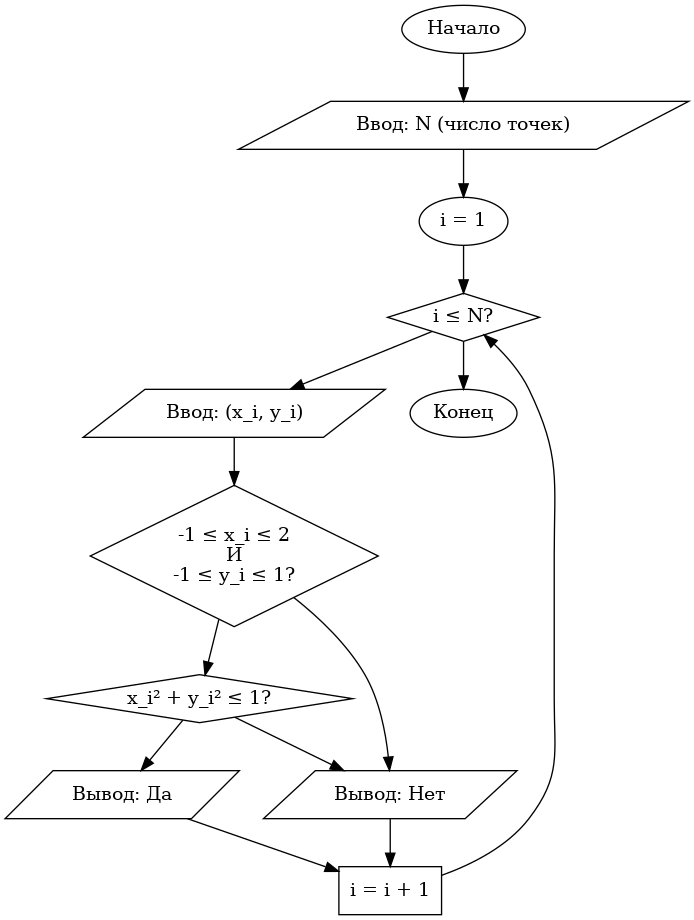 Начало
Ввод: N (число точек)
i = 1
i ≤ N?
Ввод: (x_i, y_i)
Конец
-1 ≤ x_i ≤ 2
И
-1 ≤ y_i ≤ 1?
x_i² + y_i² ≤ 1?
Вывод: Да
Вывод: Нет
i = i + 1